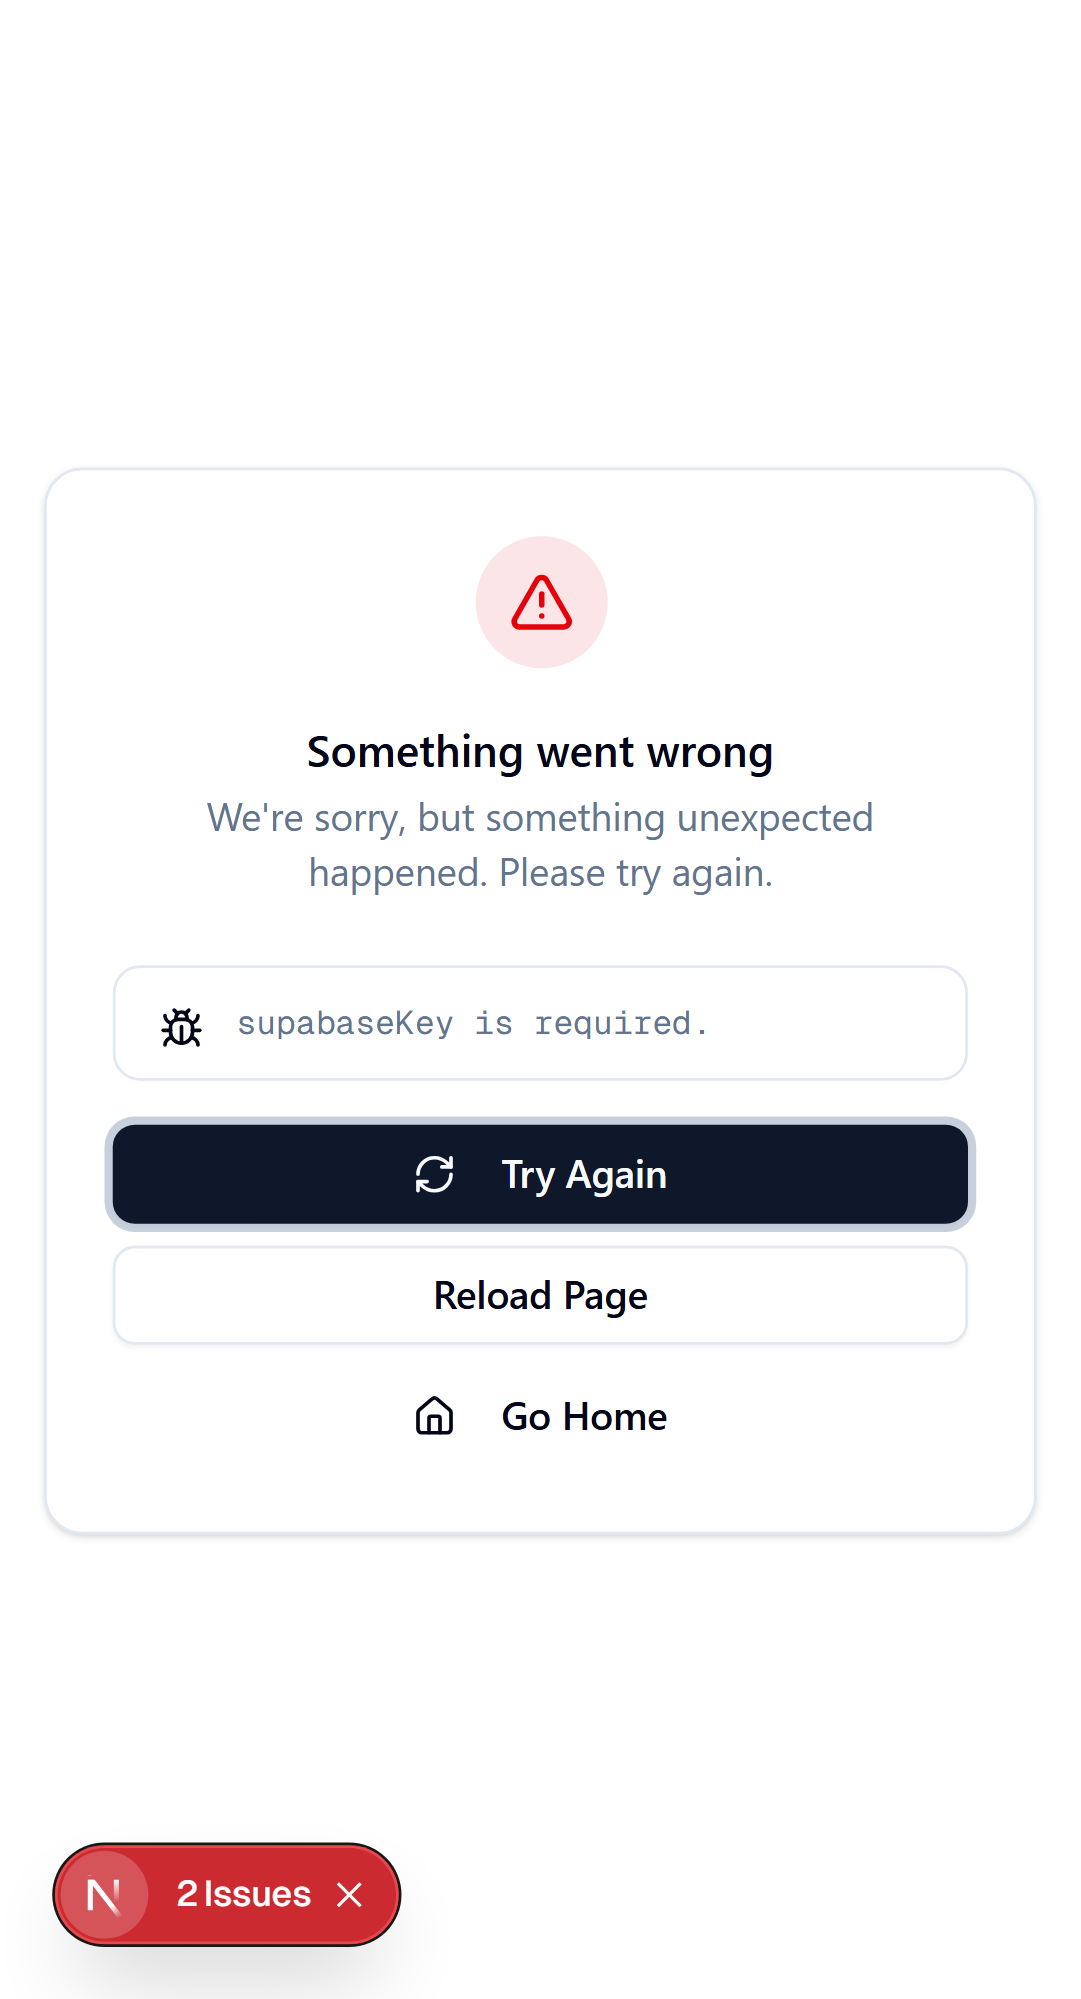 Something went wrong
We're sorry, but something unexpected
happened. Please try again.
supabaseKey is required.
Try Again
Reload Page
Go Home
N 2 Issues